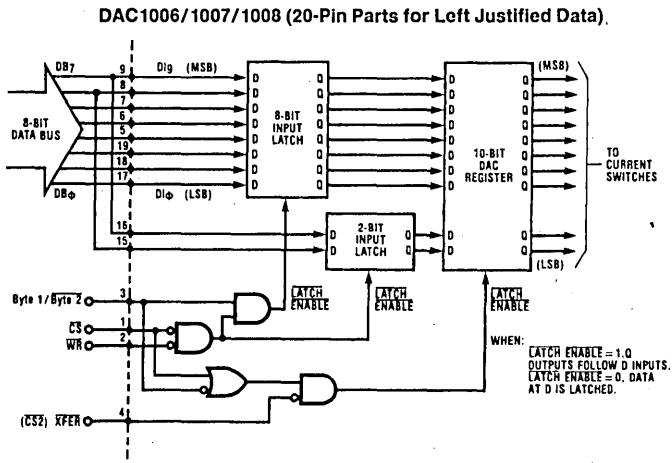 DAC1006/1007/1008 (20-Pin Parts for Left Justified Data)
DB7
9
DI9 (MSB)
8
7
6
5
19
18
17
DBΦ
DIΦ (LSB)
16
15
8-BIT
DATA BUS
D
D
D
D
D
D
D
D
Q
Q
Q
Q
Q
Q
Q
Q
8-BIT
INPUT
LATCH
D
D
Q
Q
2-BIT
INPUT
LATCH
D
D
D
D
D
D
D
D
D
D
Q
Q
Q
Q
Q
Q
Q
Q
Q
Q
10-BIT
DAC
REGISTER
(MSB)
(LSB)
TO
CURRENT
SWITCHES
LATCH
ENABLE
LATCH
ENABLE
LATCH
ENABLE
Byte 1/Byte 2
3
CS
1
WR
2
(CS2) XFER
4
WHEN:
LATCH ENABLE = 1, Q
OUTPUTS FOLLOW D INPUTS.
LATCH ENABLE = 0, DATA
AT D IS LATCHED.